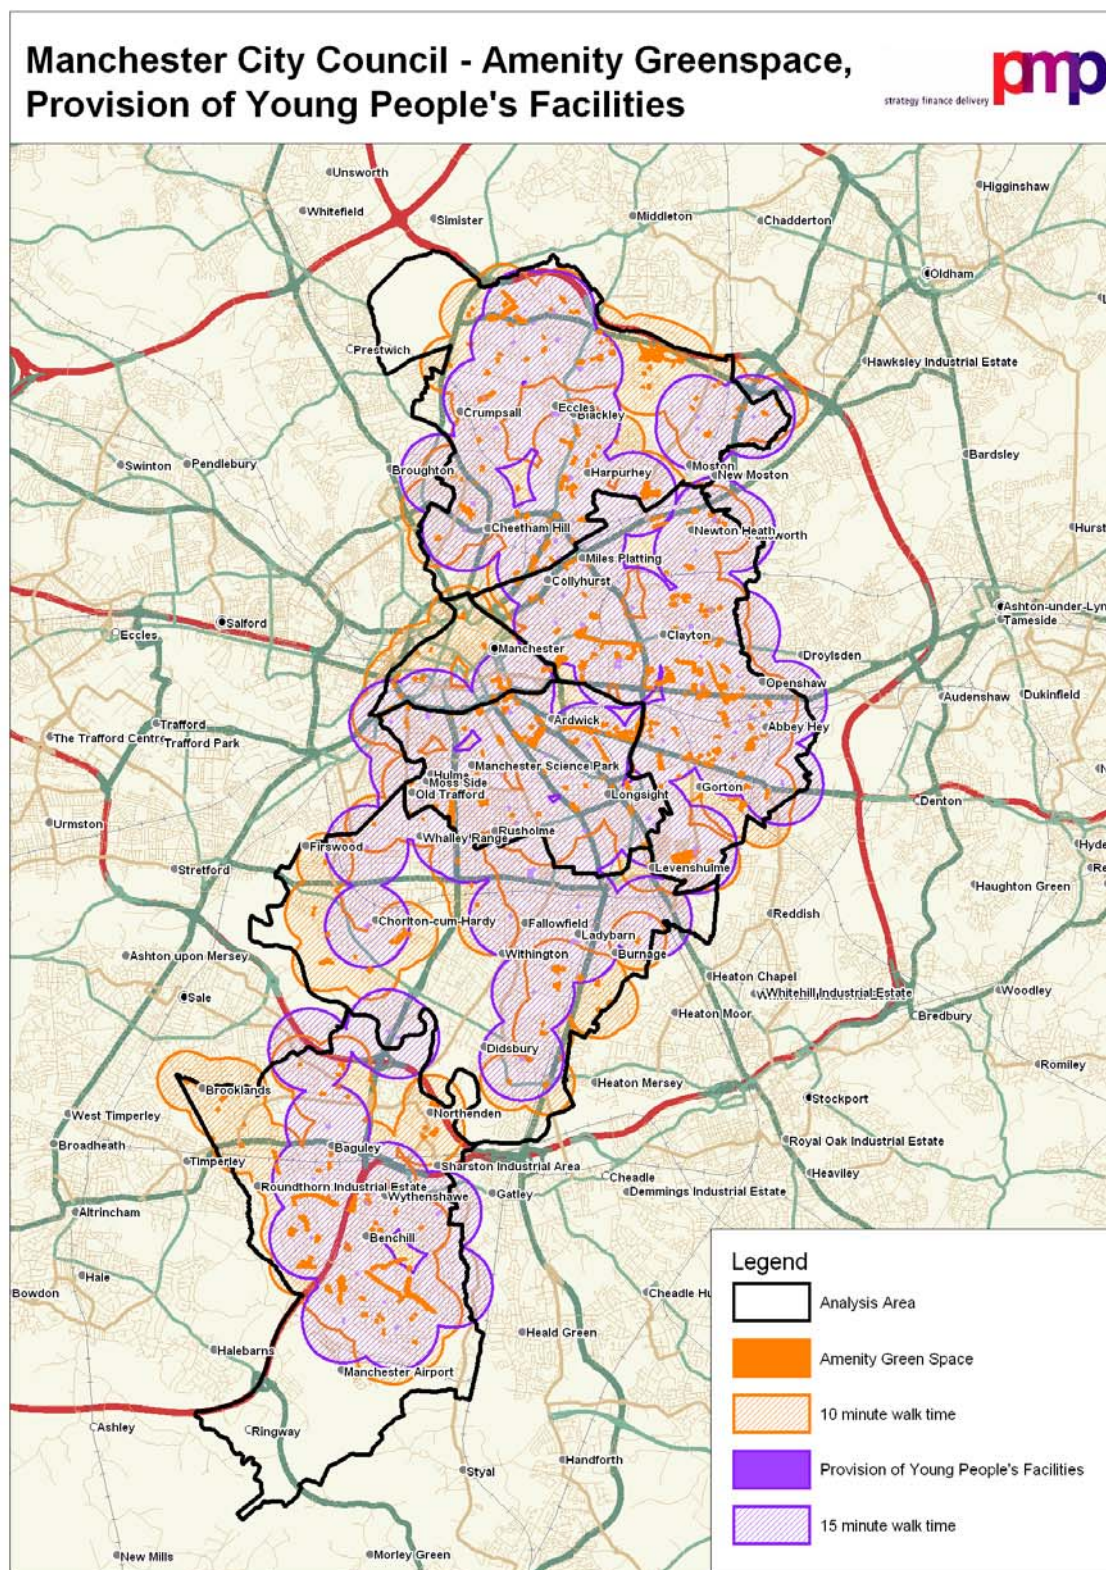 Manchester City Council - Amenity Greenspace,
Provision of Young People's Facilities
strategy finance delivery
pmp
Unsworth
Higginshaw
Whitefield
Simister
Middleton
Chadderton
Oldham
Prestwich
Hawksley Industrial Estate
Crumpsall
Eccles
Blackley
Bardsley
Swinton
Pendlebury
Broughton
Harpurhey
Moston
New Moston
Cheetham Hill
Newton Heath
Hurst
Miles Platting
Collyhurst
Ashton-under-Lyn
Tameside
Salford
Eccles
Clayton
Manchester
Droylsden
Openshaw
Audenshaw
Dukinfield
Trafford
The Trafford Centre
Trafford Park
Ardwick
Abbey Hey
Manchester Science Park
Hulme
Moss Side
Old Trafford
Longsight
Gorton
Denton
Urmston
Whalley Range
Rusholme
Firswood
Hyde
Stretford
Levenshulme
Haughton Green
Chorlton-cum-Hardy
Fallowfield
Reddish
Ladybarn
Ashton upon Mersey
Withington
Burnage
Heaton Chapel
Whitehill Industrial Estate
Woodley
Sale
Heaton Moor
Bredbury
Didsbury
Romiley
Brooklands
Heaton Mersey
Stockport
West Timperley
Northenden
Broadheath
Baguley
Royal Oak Industrial Estate
Timperley
Sharston Industrial Area
Cheadle
Heaviley
Roundthorn Industrial Estate
Wythenshawe
Gatley
Demmings Industrial Estate
Altrincham
Benchill
Hale
Bowdon
Cheadle Hu
Heald Green
Halebarns
Manchester Airport
Ashley
Ringway
Handforth
Styal
New Mills
Morley Green
Legend
Analysis Area
Amenity Green Space
10 minute walk time
Provision of Young People's Facilities
15 minute walk time